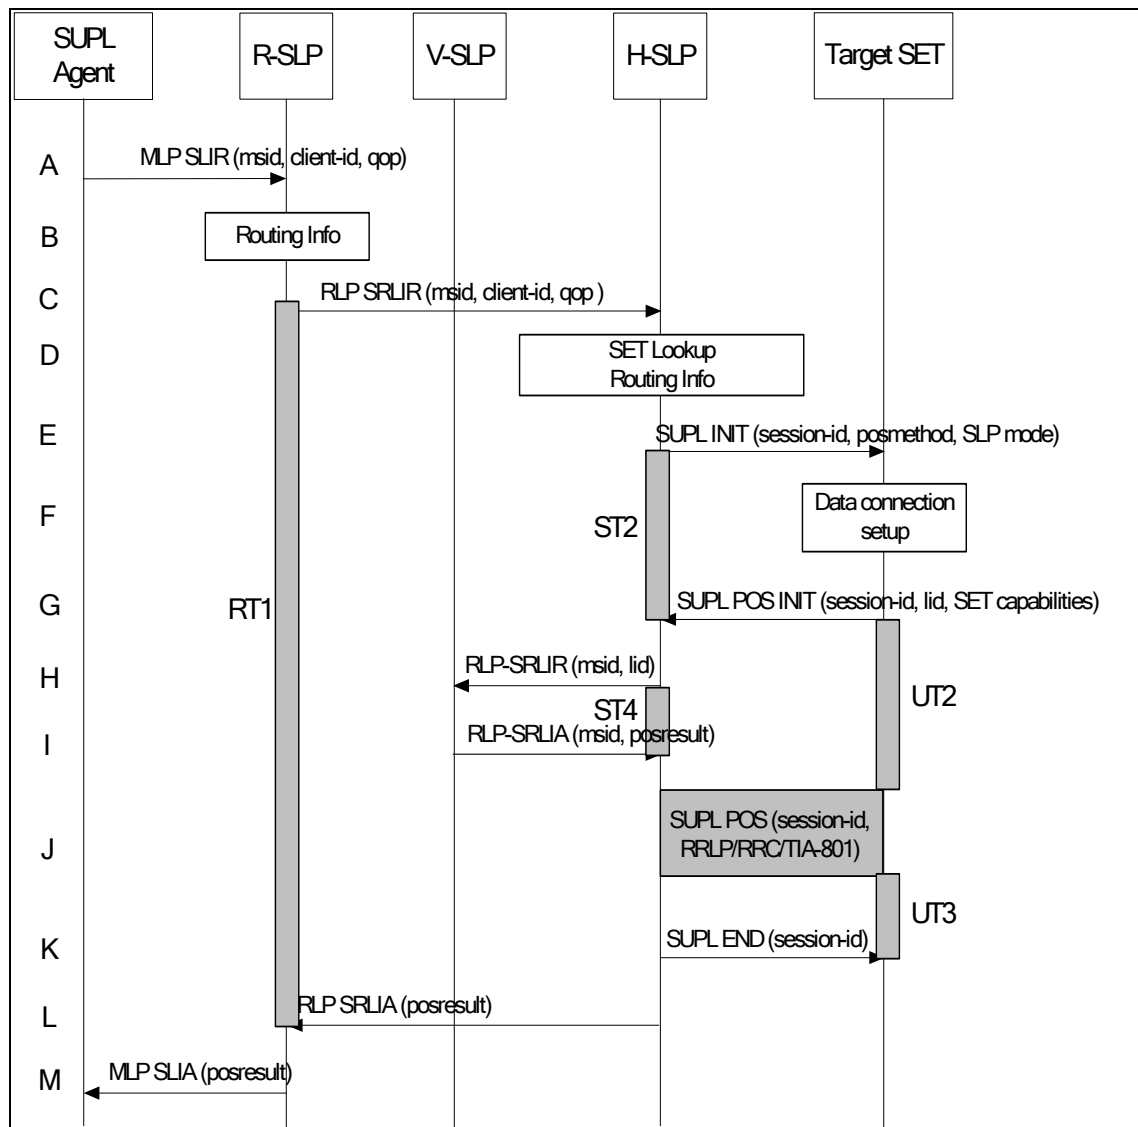 SUPL
Agent
R-SLP
V-SLP
H-SLP
Target SET
A
MLP SLIR (msid, client-id, qop)
B
Routing Info
C
RLP SRLIR (msid, client-id, qop )
D
SET Lookup
Routing Info
E
SUPL INIT (session-id, posmethod, SLP mode)
F
ST2
Data connection
setup
G
RT1
SUPL POS INIT (session-id, lid, SET capabilities)
H
RLP-SRLIR (msid, lid)
ST4
UT2
I
RLP-SRLIA (msid, posresult)
J
SUPL POS (session-id,
RRLP/RRC/TIA-801)
UT3
K
SUPL END (session-id)
L
RLP SRLIA (posresult)
M
MLP SLIA (posresult)